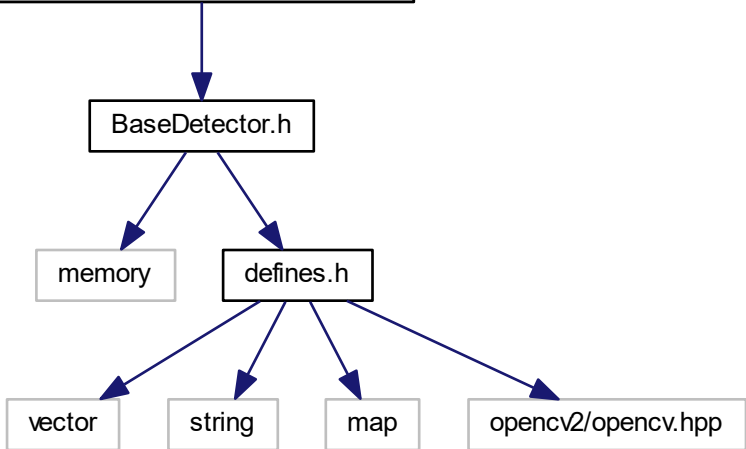 BaseDetector.h
memory
defines.h
vector
string
map
opencv2/opencv.hpp